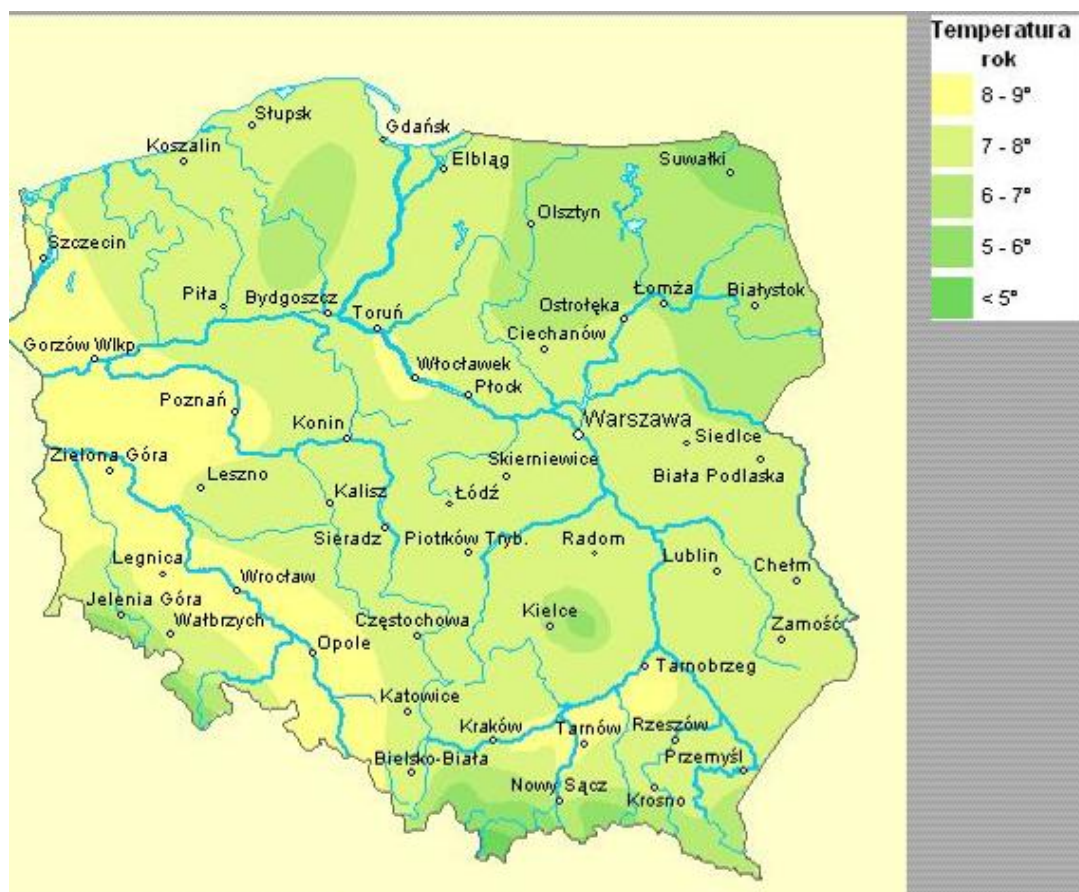 Temperatura
rok
8 - 9°
7 - 8°
6 - 7°
5 - 6°
< 5°
Słupsk
Gdańsk
Koszalin
Elbląg
Suwałki
Olsztyn
Szczecin
Piła
Bydgoszcz
Toruń
Ostrołęka
Łomża
Białystok
Ciechanów
Gorzów Wlkp.
Włocławek
Płock
Poznań
Konin
Warszawa
Siedlce
Zielona Góra
Skierniewice
Leszno
Biała Podlaska
Kalisz
Łódź
Sieradz
Piotrków Tryb.
Radom
Lublin
Chełm
Legnica
Wrocław
Jelenia Góra
Wałbrzych
Częstochowa
Kielce
Zamość
Opole
Tarnobrzeg
Katowice
Kraków
Tarnów
Rzeszów
Bielsko-Biała
Przemyśl
Nowy Sącz
Krosno